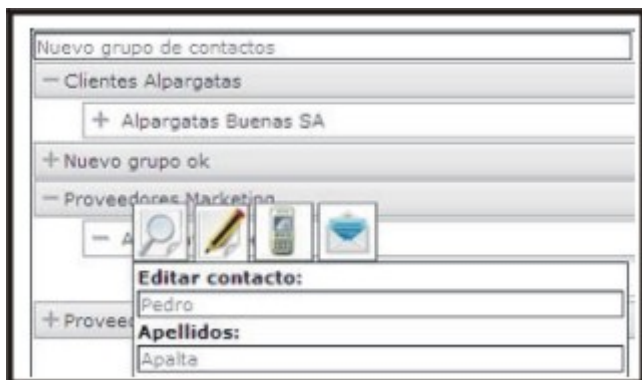 Nuevo grupo de contactos
Clientes Alpargatas
Alpargatas Buenas SA
Nuevo grupo ok
Proveedores Marketing
Editar contacto:
Pedro
Apellidos:
Apalta